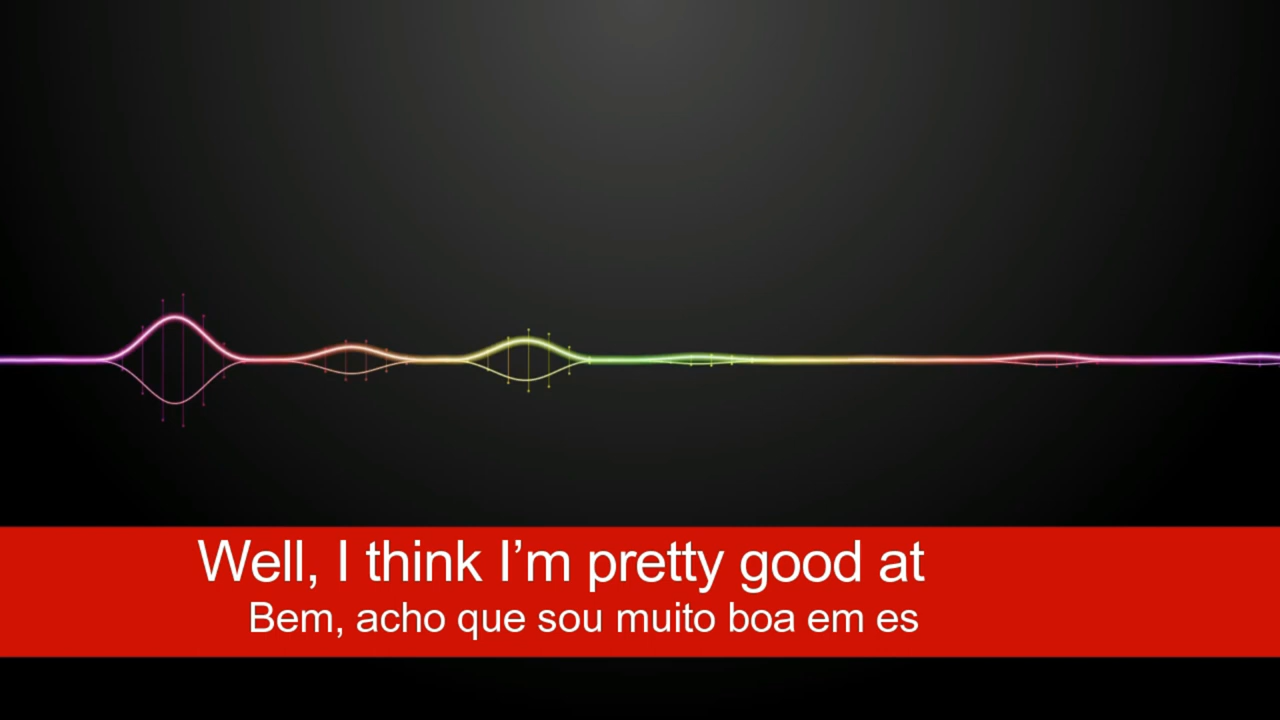 Well, I think I’m pretty good at
Bem, acho que sou muito boa em es